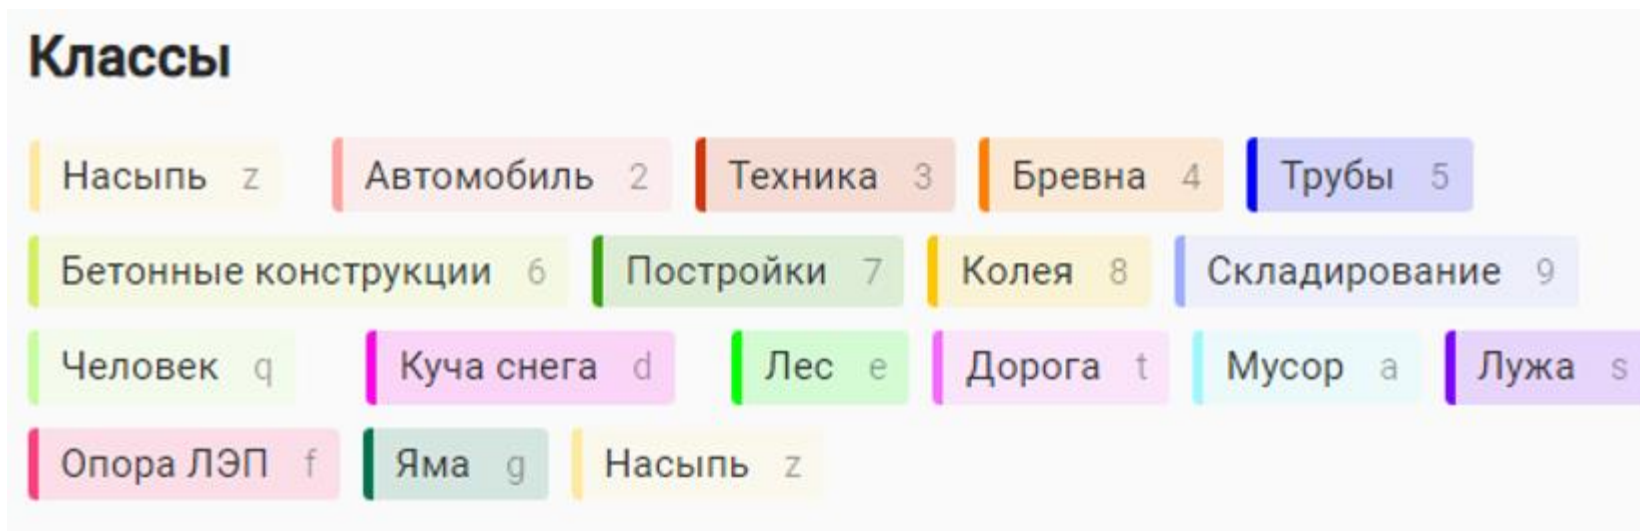 Классы
Насыпь z Автомобиль 2 Техника 3 Бревна 4 Трубы 5
Бетонные конструкции 6 Постройки 7 Колея 8 Складирование 9
Человек q Куча снега d Лес e Дорога t Мусор a Лужа s
Опора ЛЭП f Яма g Насыпь z